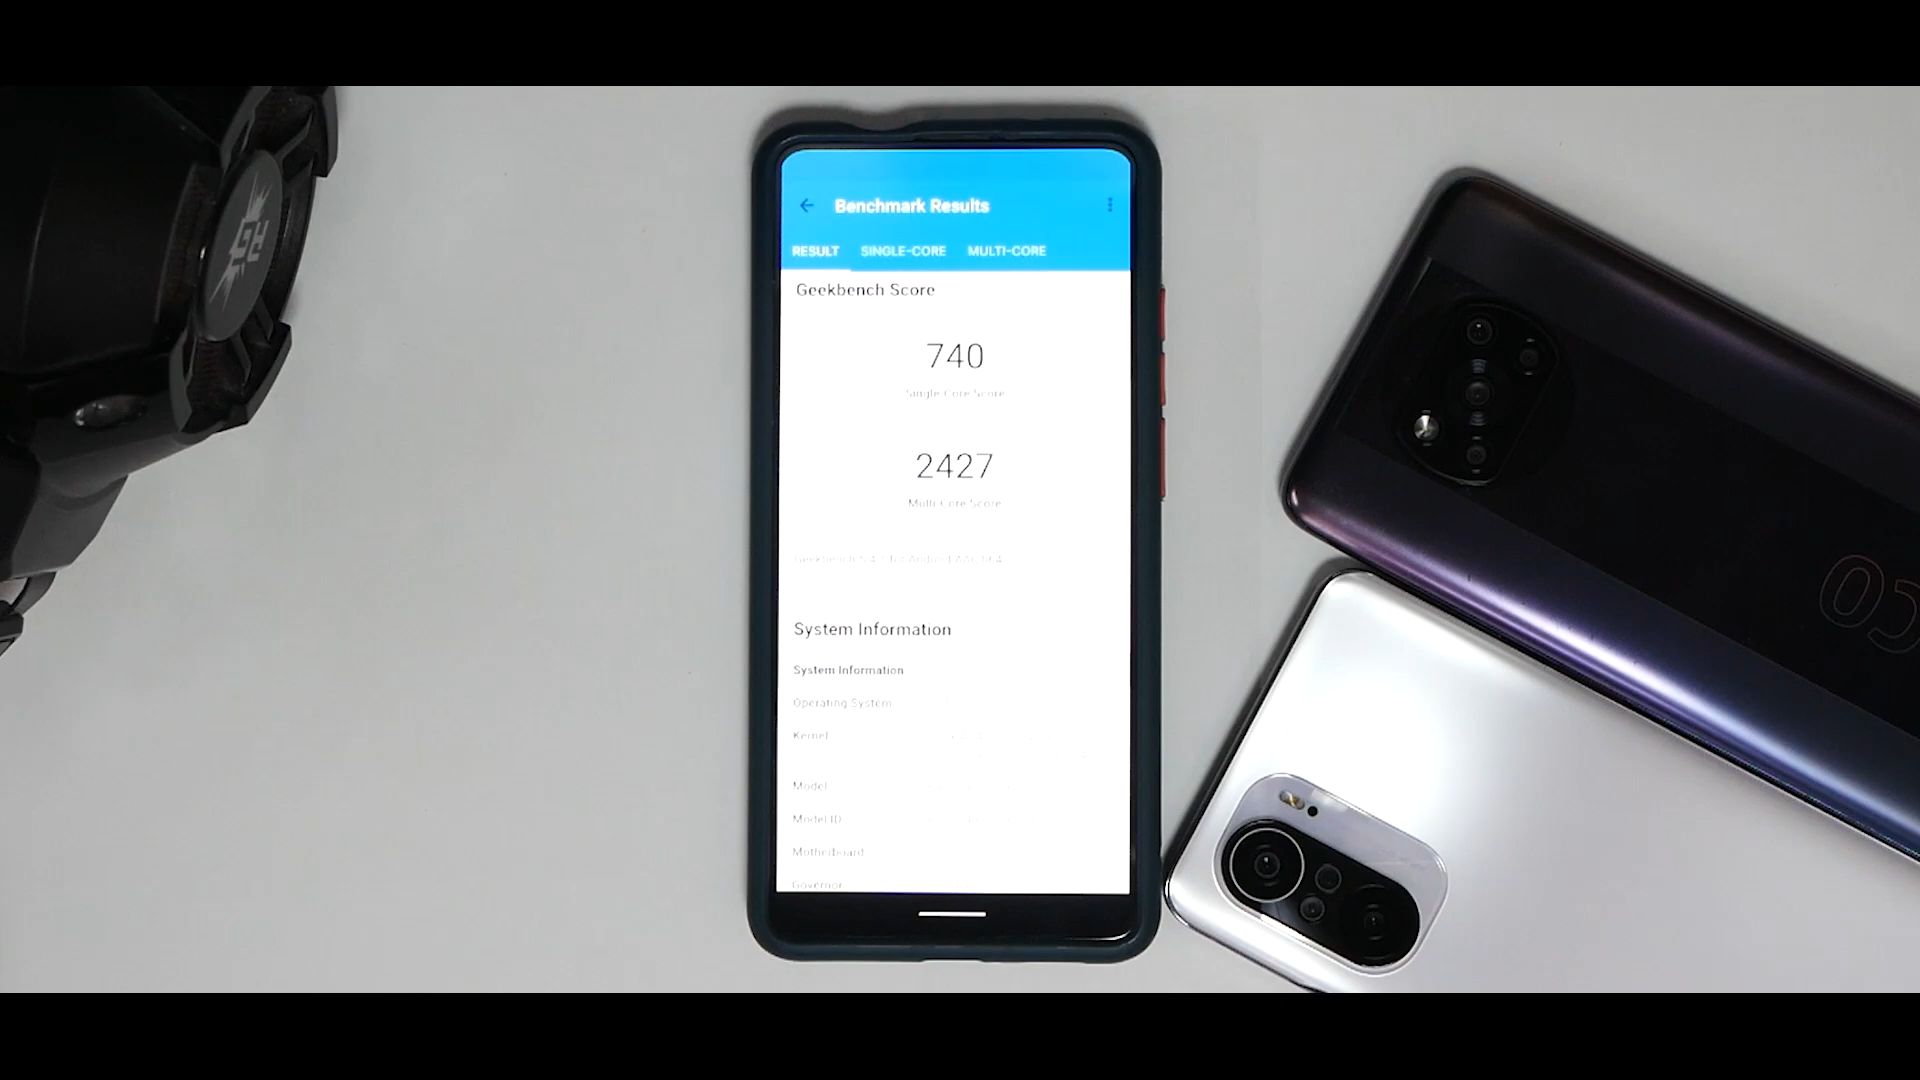 Benchmark Results
RESULT SINGLE-CORE MULTI-CORE
Geekbench Score
740
Single-Core Score
2427
Multi-Core Score
System Information
System Information
Operating System
Kernel
Model
Model ID
Motherboard
Governor